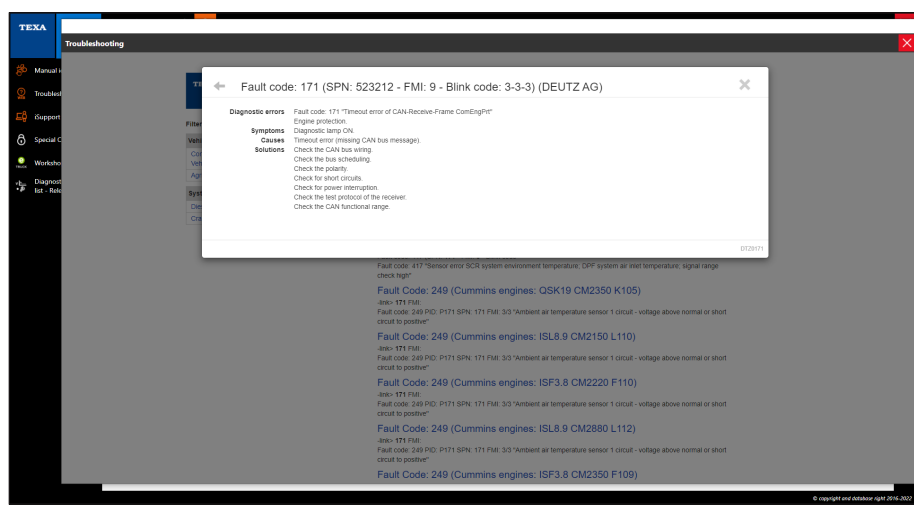 TEXA
Troubleshooting
Manual
Troubles
iSupport
Special C
Worksho
Diagnost
list - Rele
Filter
Fault code: 171 (SPN: 523212 - FMI: 9 - Blink code: 3-3-3) (DEUTZ AG)
Diagnostic errors Fault code: 171 "Timeout error of CAN-Receive-Frame ComEngPrt"
Engine protection.
Symptoms Diagnostic lamp ON.
Causes Timeout error (missing CAN bus message).
Solutions Check the CAN bus wiring.
Check the bus scheduling.
Check the polarity.
Check for short circuits.
Check for power interruption.
Check the test protocol of the receiver.
Check the CAN functional range.
DTZ0171
Fault code: 417 "Sensor error SCR system environment temperature; DPF system air inlet temperature; signal range
check high"
Fault Code: 249 (Cummins engines: QSK19 CM2350 K105)
-link> 171 FMI:
Fault code: 249 PID: P171 SPN: 171 FMI: 3/3 "Ambient air temperature sensor 1 circuit - voltage above normal or short
circuit to positive"
Fault Code: 249 (Cummins engines: ISL8.9 CM2150 L110)
-link> 171 FMI:
Fault code: 249 PID: P171 SPN: 171 FMI: 3/3 "Ambient air temperature sensor 1 circuit - voltage above normal or short
circuit to positive"
Fault Code: 249 (Cummins engines: ISF3.8 CM2220 F110)
-link> 171 FMI:
Fault code: 249 PID: P171 SPN: 171 FMI: 3/3 "Ambient air temperature sensor 1 circuit - voltage above normal or short
circuit to positive"
Fault Code: 249 (Cummins engines: ISL8.9 CM2880 L112)
-link> 171 FMI:
Fault code: 249 PID: P171 SPN: 171 FMI: 3/3 "Ambient air temperature sensor 1 circuit - voltage above normal or short
circuit to positive"
Fault Code: 249 (Cummins engines: ISF3.8 CM2350 F109)
© copyright and database right 2016-2022